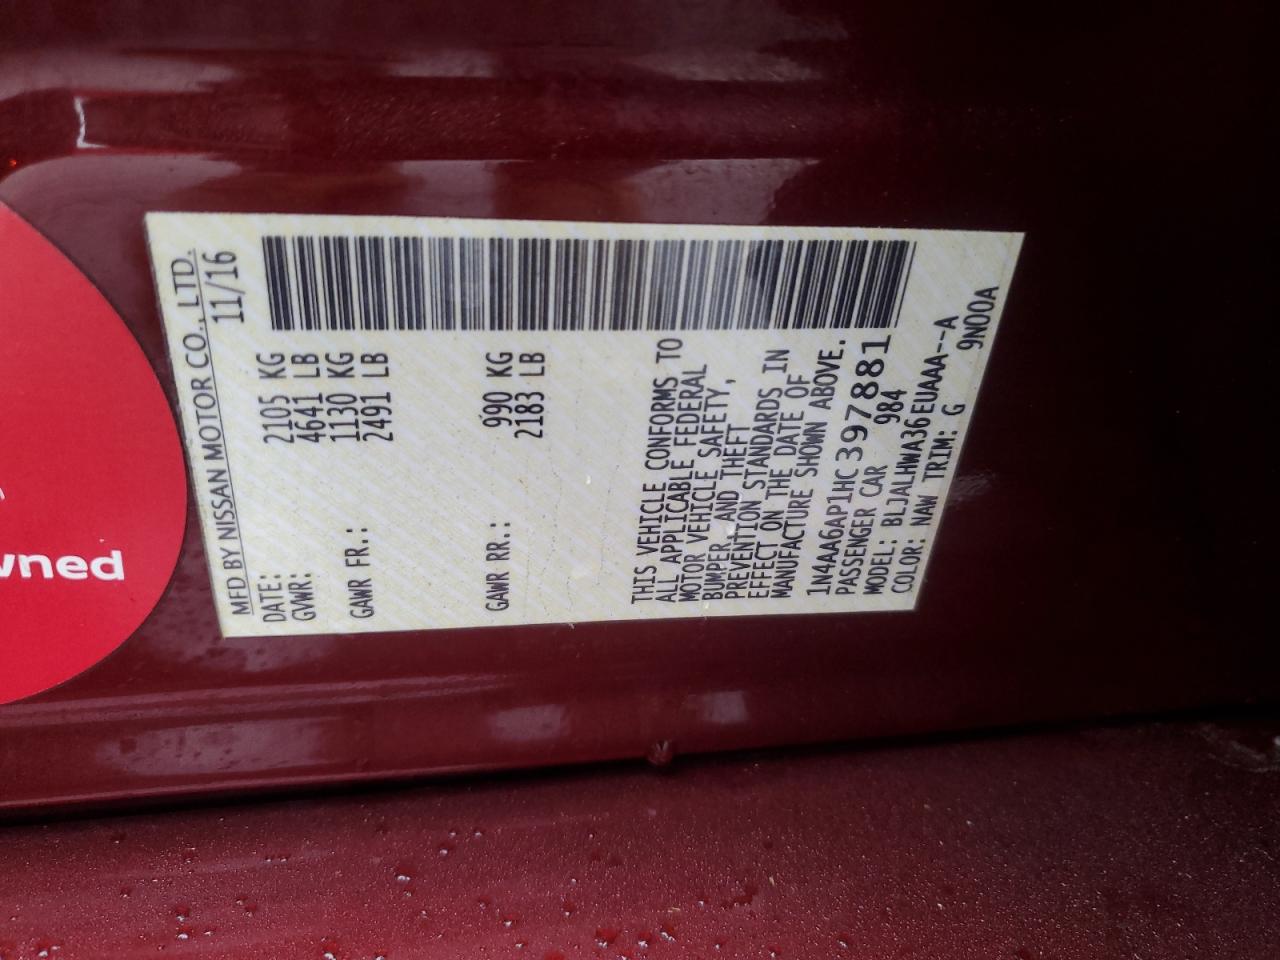 MFD BY NISSAN MOTOR CO., LTD.
DATE: 11/16
GVWR: 2105 KG
4641 LB
GAWR FR.: 1130 KG
2491 LB
GAWR RR.: 990 KG
2183 LB
THIS VEHICLE CONFORMS TO
ALL APPLICABLE FEDERAL
MOTOR VEHICLE SAFETY,
BUMPER, AND THEFT
PREVENTION STANDARDS IN
EFFECT ON THE DATE OF
MANUFACTURE SHOWN ABOVE.
1N4AA6AP1HC397881
PASSENGER CAR 984
MODEL: BLJALHWA36EUAAA--A
COLOR: NAW TRIM: G 9N00A
wned